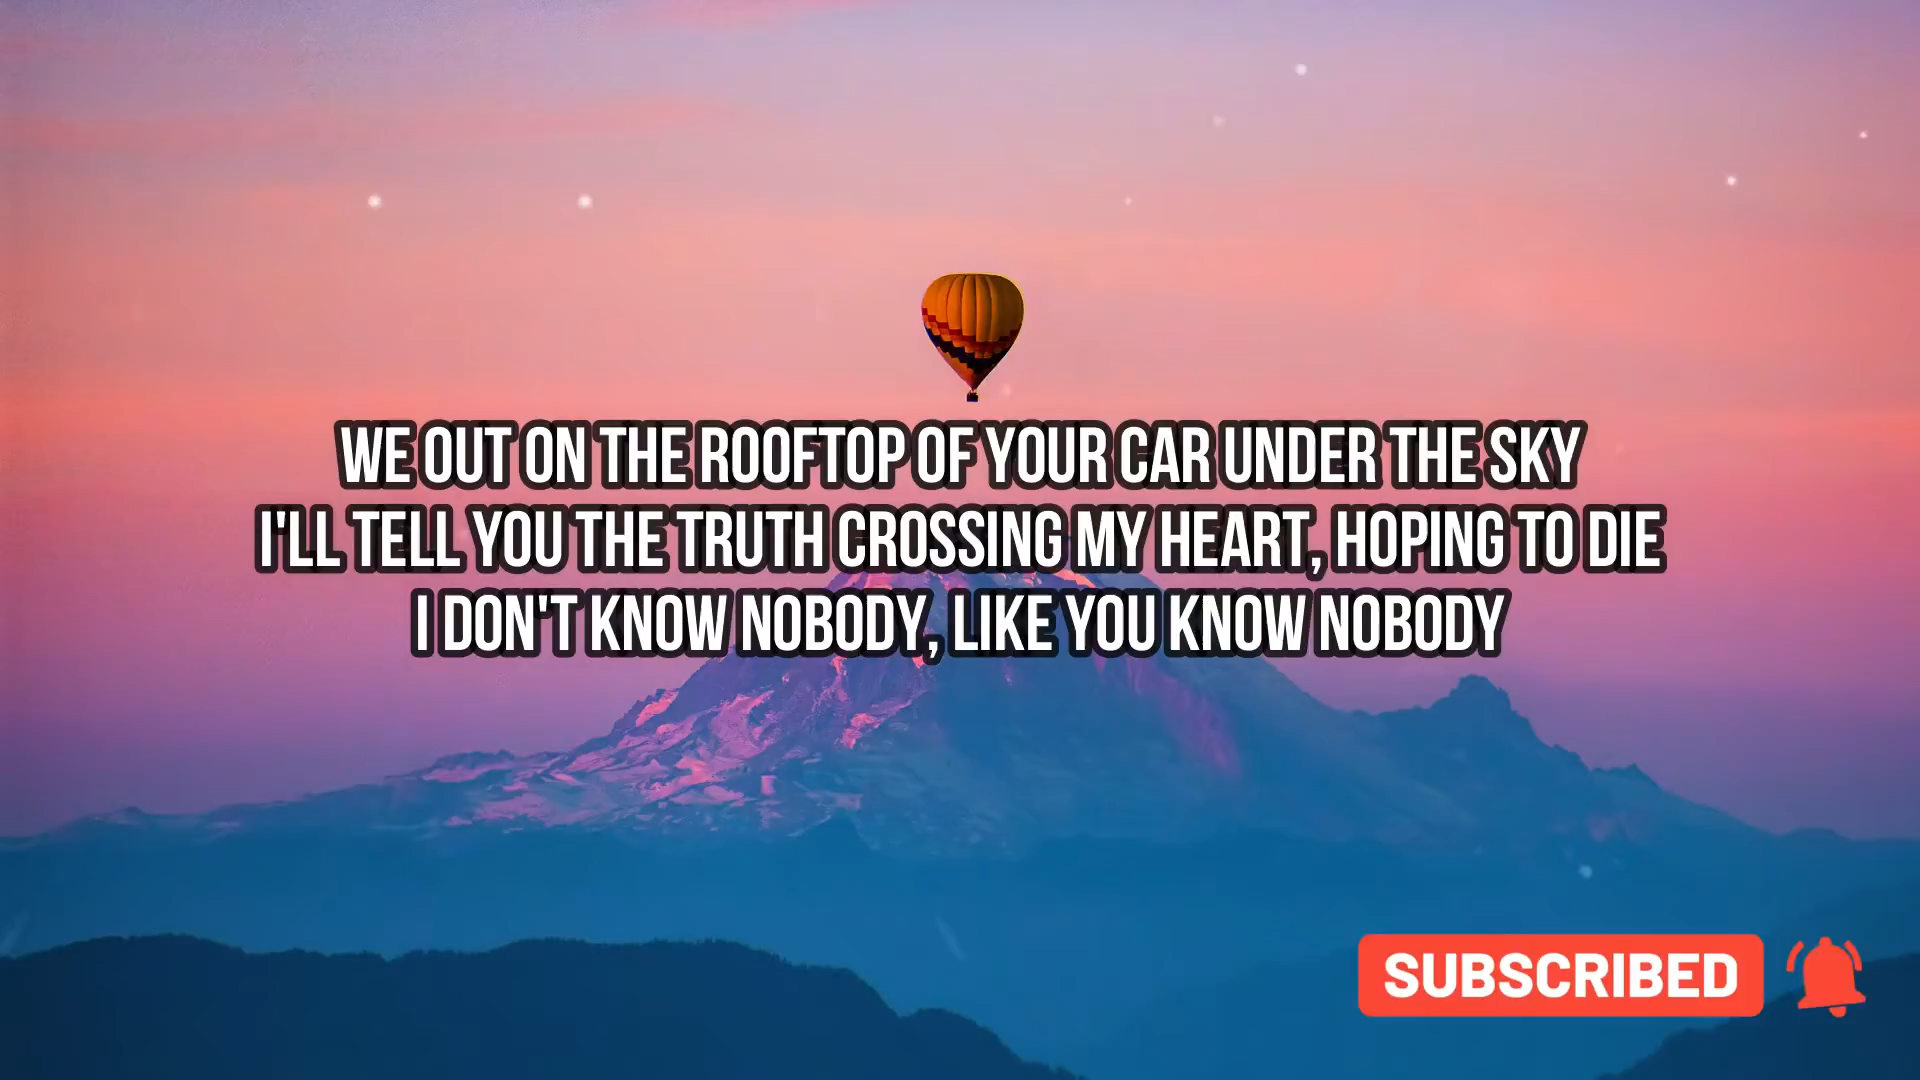 WE OUT ON THE ROOFTOP OF YOUR CAR UNDER THE SKY
I'LL TELL YOU THE TRUTH CROSSING MY HEART, HOPING TO DIE
I DON'T KNOW NOBODY, LIKE YOU KNOW NOBODY
SUBSCRIBED